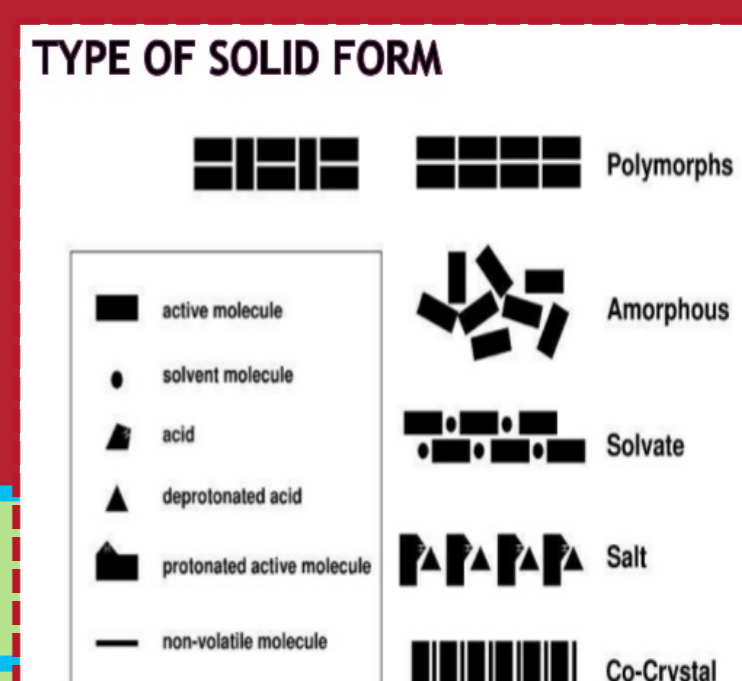 TYPE OF SOLID FORM
Polymorphs
active molecule
Amorphous
solvent molecule
acid
Solvate
deprotonated acid
protonated active molecule
Salt
non-volatile molecule
Co-Crystal